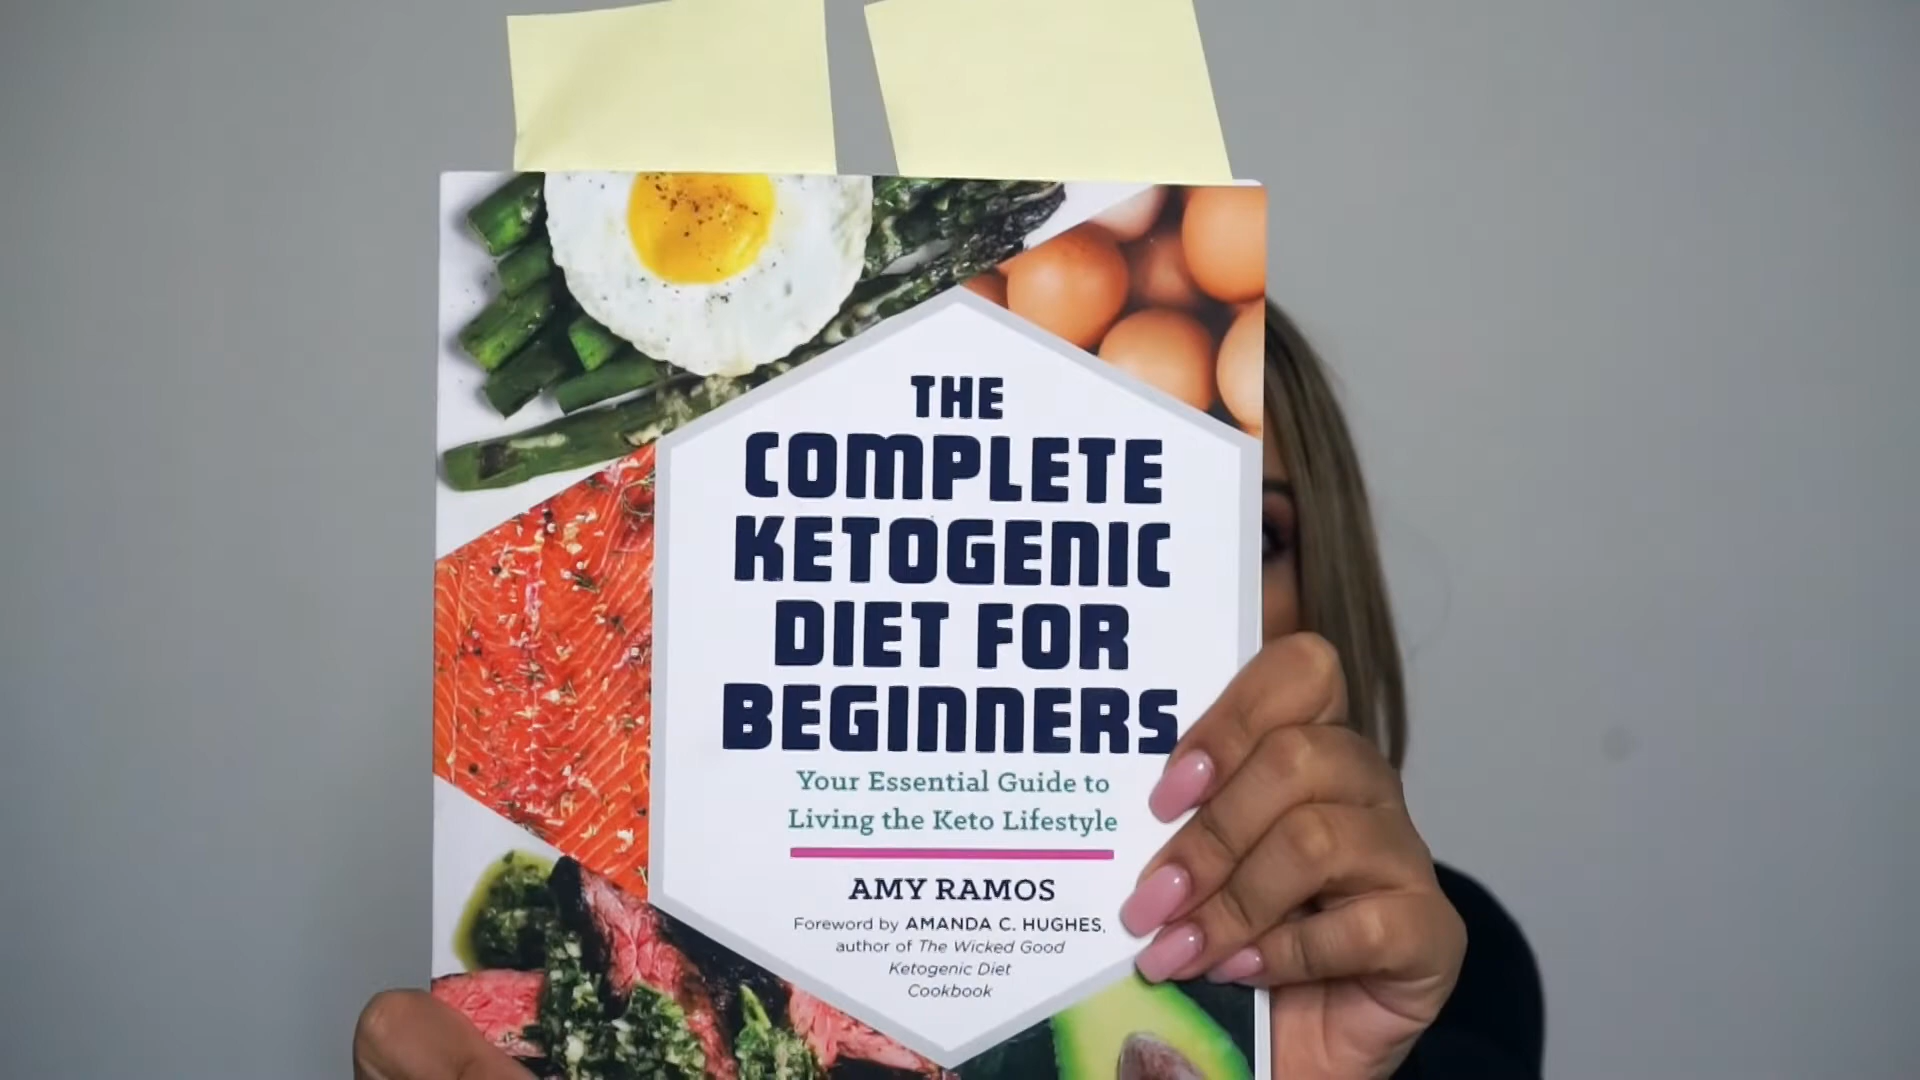 THE
COMPLETE
KETOGENIC
DIET FOR
BEGINNERS
Your Essential Guide to
Living the Keto Lifestyle
AMY RAMOS
Foreword by AMANDA C. HUGHES,
author of The Wicked Good
Ketogenic Diet
Cookbook